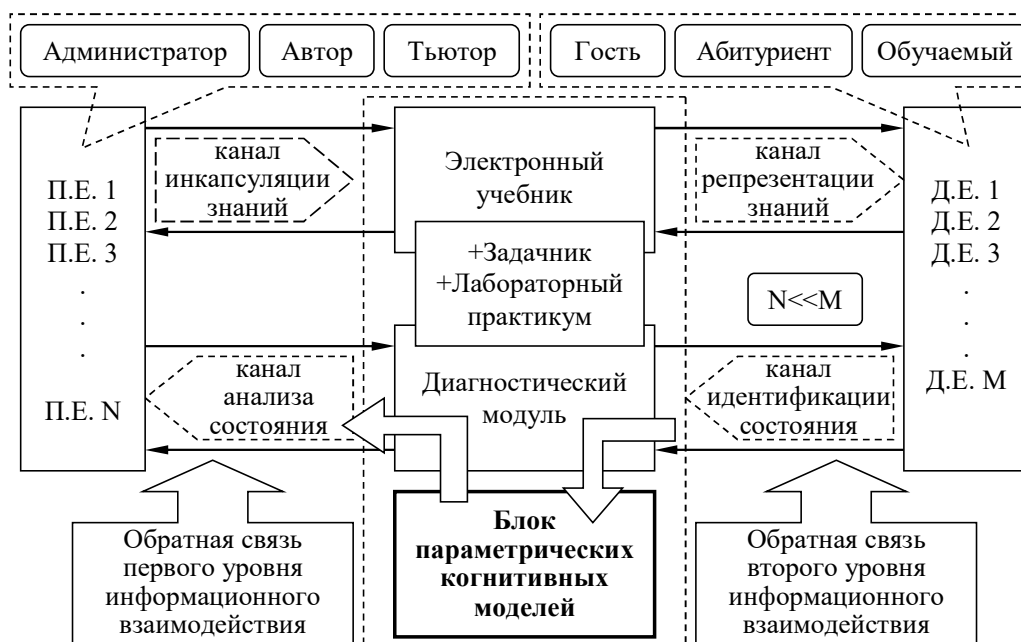 Администратор
Автор
Тьютор
Гость
Абитуриент
Обучаемый
П.Е. 1
П.Е. 2
П.Е. 3
.
.
.
П.Е. N
канал
инкапсуляции
знаний
Электронный
учебник
канал
репрезентации
знаний
Д.Е. 1
Д.Е. 2
Д.Е. 3
.
.
.
Д.Е. M
+Задачник
+Лабораторный
практикум
N<<M
канал
анализа
состояния
Диагностический
модуль
канал
идентификации
состояния
Обратная связь
первого уровня
информационного
взаимодействия
Блок
параметрических
когнитивных
моделей
Обратная связь
второго уровня
информационного
взаимодействия